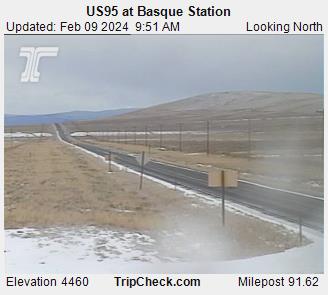 US95 at Basque Station
Updated: Feb 09 2024 9:51 AM
Looking North
Elevation 4460
TripCheck.com
Milepost 91.62